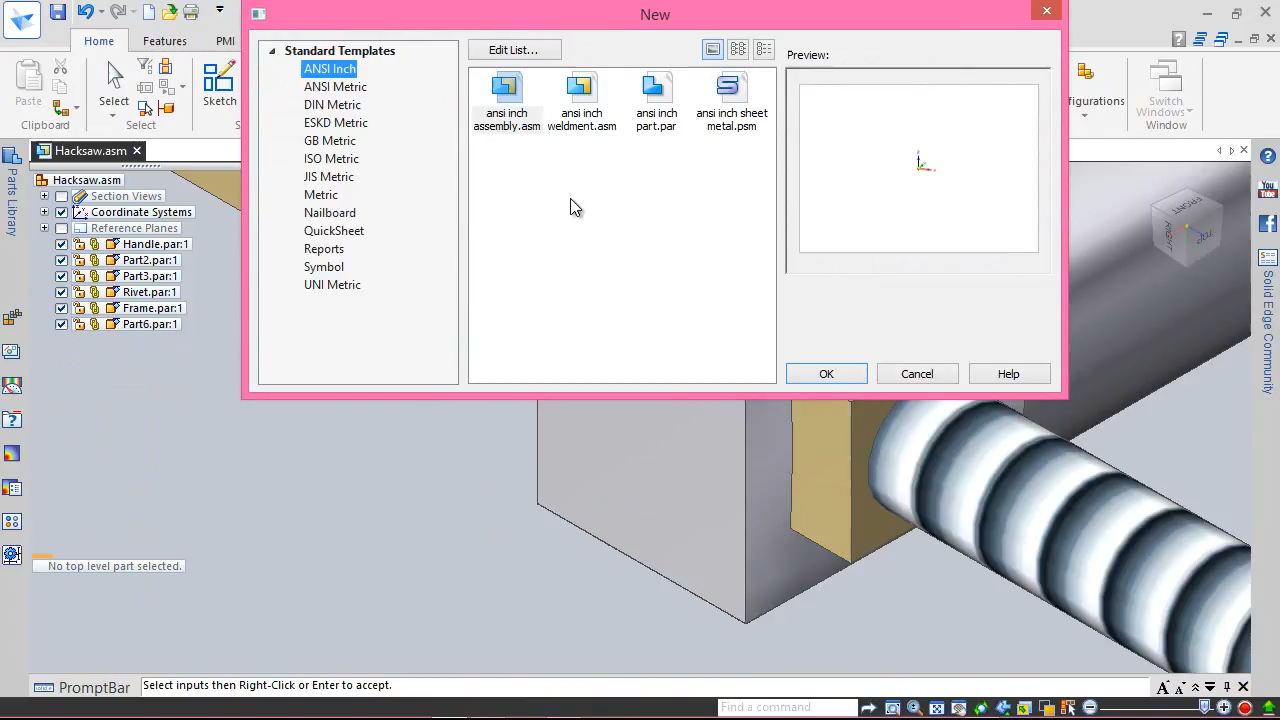 New
Home
Features
PMI
Paste
Clipboard
Select
Select
Sketch
Standard Templates
ANSI Inch
ANSI Metric
DIN Metric
ESKD Metric
GB Metric
ISO Metric
JIS Metric
Metric
Nailboard
QuickSheet
Reports
Symbol
UNI Metric
Edit List...
ansi inch
assembly.asm
ansi inch
weldment.asm
ansi inch
part.par
ansi inch sheet
metal.psm
Preview:
OK
Cancel
Help
figurations
Switch
Windows
Window
Hacksaw.asm
Hacksaw.asm
Section Views
Coordinate Systems
Reference Planes
Handle.par:1
Part2.par:1
Part3.par:1
Rivet.par:1
Frame.par:1
Part6.par:1
Parts Library
No top level part selected.
FRONT
RIGHT
TOP
You
Tube
Solid Edge Community
PromptBar
Select inputs then Right-Click or Enter to accept.
Find a command